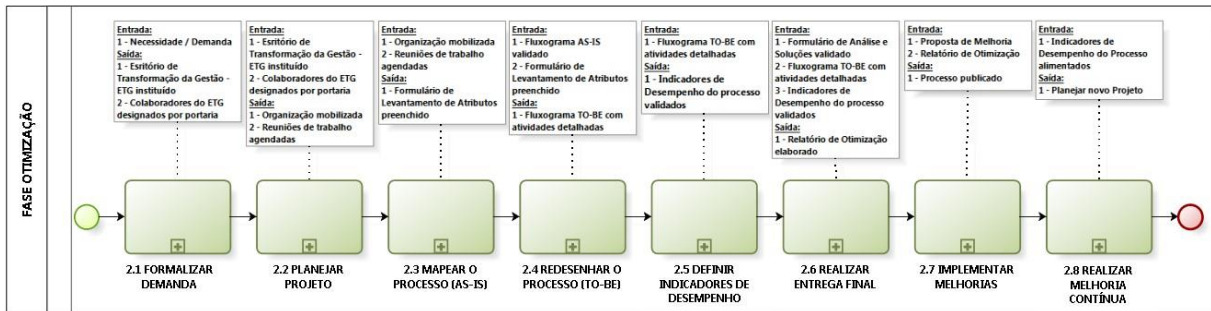 FASE OTIMIZAÇÃO
Entrada:
1 - Necessidade / Demanda
Saída:
1 - Esritório de
Transformação da Gestão -
ETG instituído
2 - Colaboradores do ETG
designados por portaria
Entrada:
1 - Esritório de
Transformação da Gestão -
ETG instituído
2 - Colaboradores do ETG
designados por portaria
Saída:
1 - Organização mobilizada
2 - Reuniões de trabalho
agendadas
Entrada:
1 - Organização mobilizada
2 - Reuniões de trabalho
agendadas
Saída:
1 - Formulário de
Levantamento de Atributos
preenchido
Entrada:
1 - Fluxograma AS-IS
validado
2 - Formulário de
Levantamento de Atributos
preenchido
Saída:
1 - Fluxograma TO-BE com
atividades detalhadas
Entrada:
1 - Fluxograma TO-BE com
atividades detalhadas
Saída:
1 - Indicadores de
Desempenho do processo
validados
Entrada:
1 - Formulário de Análise e
Soluções validado
2 - Fluxograma TO-BE com
atividades detalhadas
3 - Indicadores de
Desempenho do processo
validados
Saída:
1 - Relatório de Otimização
elaborado
Entrada:
1 - Proposta de Melhoria
2 - Relatório de Otimização
Saída:
1 - Processo publicado
Entrada:
1 - Indicadores de
Desempenho do Processo
alimentados
Saída:
1 - Planejar novo Projeto
2.1 FORMALIZAR
DEMANDA
2.2 PLANEJAR
PROJETO
2.3 MAPEAR O
PROCESSO (AS-IS)
2.4 REDESENHAR O
PROCESSO (TO-BE)
2.5 DEFINIR
INDICADORES DE
DESEMPENHO
2.6 REALIZAR
ENTREGA FINAL
2.7 IMPLEMENTAR
MELHORIAS
2.8 REALIZAR
MELHORIA
CONTÍNUA